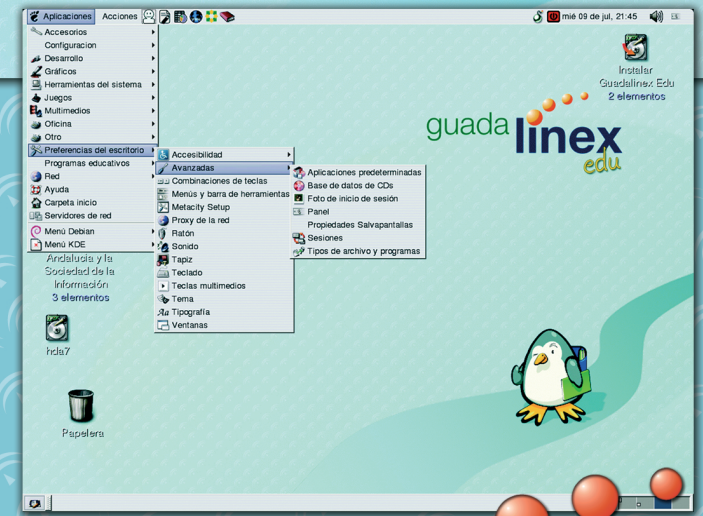 Aplicaciones Acciones mié 09 de jul, 21:45
Accesorios
Configuracion
Desarrollo
Gráficos
Herramientas del sistema
Juegos
Multimedios
Oficina
Otro
Preferencias del escritorio
Programas educativos
Red
Ayuda
Carpeta inicio
Servidores de red
Menú Debian
Menú KDE
Accesibilidad
Avanzadas
Combinaciones de teclas
Menús y barra de herramientas
Metacity Setup
Proxy de la red
Ratón
Sonido
Tapiz
Teclado
Teclas multimedios
Tema
Tipografía
Ventanas
Aplicaciones predeterminadas
Base de datos de CDs
Foto de inicio de sesión
Panel
Propiedades Salvapantallas
Sesiones
Tipos de archivo y programas
Instalar
Guadalinex Edu
2 elementos
guadalinex
edu
Andalucia y la
Sociedad de la
Información
3 elementos
hda7
Papelera